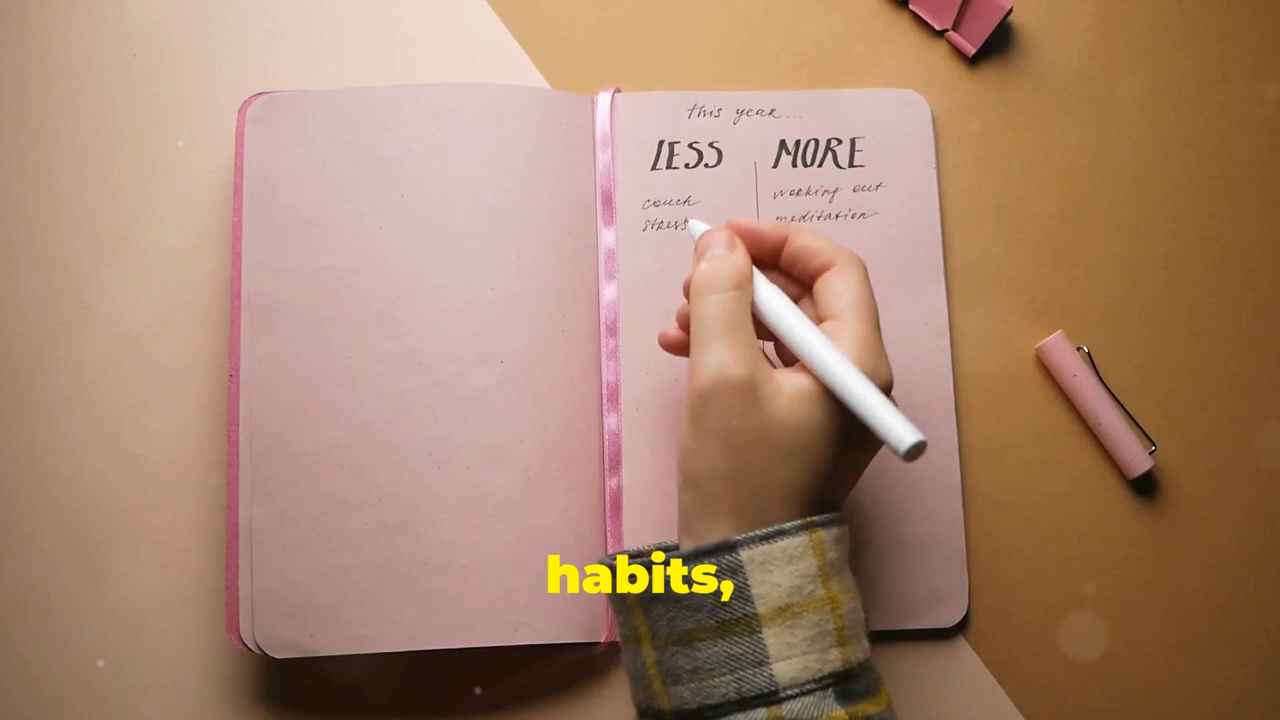 this year...
LESS MORE
couch working out
stress meditation
habits,